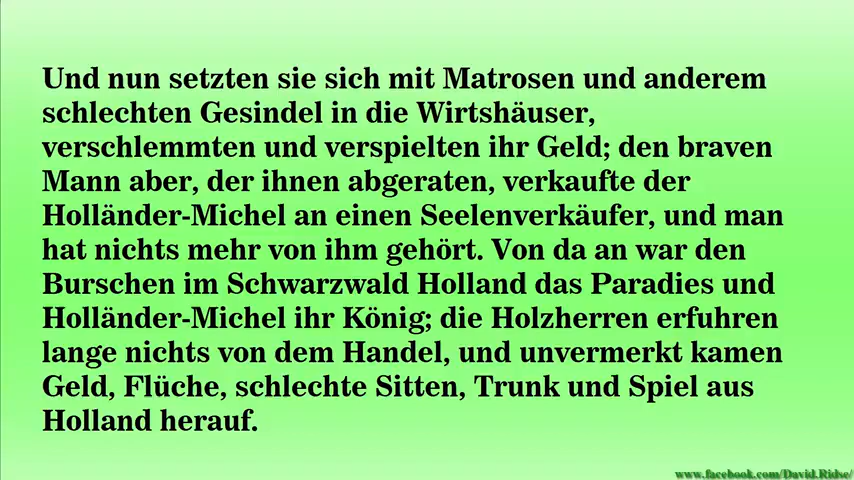 Und nun setzten sie sich mit Matrosen und anderem
schlechten Gesindel in die Wirtshäuser,
verschlemmten und verspielten ihr Geld; den braven
Mann aber, der ihnen abgeraten, verkaufte der
Holländer-Michel an einen Seelenverkäufer, und man
hat nichts mehr von ihm gehört. Von da an war den
Burschen im Schwarzwald Holland das Paradies und
Holländer-Michel ihr König; die Holzherren erfuhren
lange nichts von dem Handel, und unvermerkt kamen
Geld, Flüche, schlechte Sitten, Trunk und Spiel aus
Holland herauf.
www.facebook.com/David.Ridse/